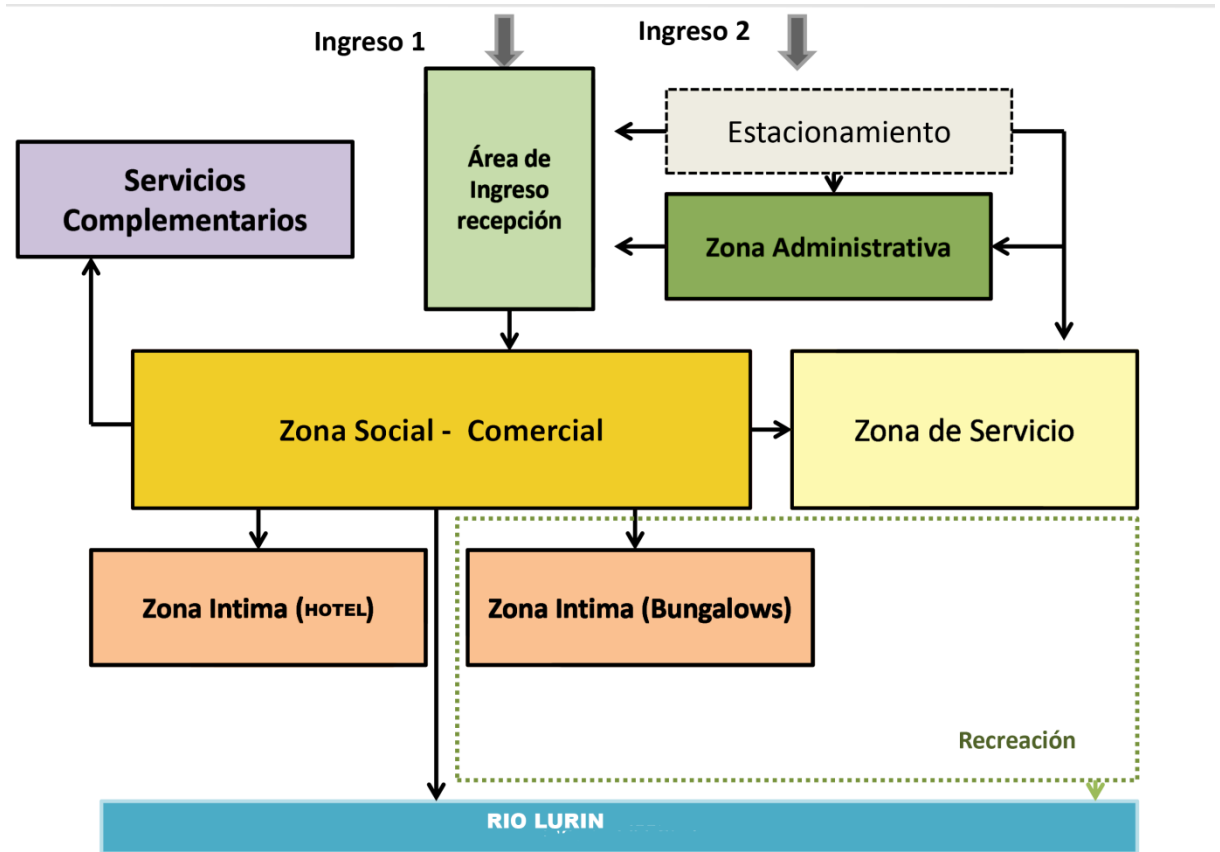 Ingreso 1
Ingreso 2
Estacionamiento
Servicios
Complementarios
Área de
Ingreso
recepción
Zona Administrativa
Zona Social - Comercial
Zona de Servicio
Zona Intima (HOTEL)
Zona Intima (Bungalows)
Recreación
RIO LURIN